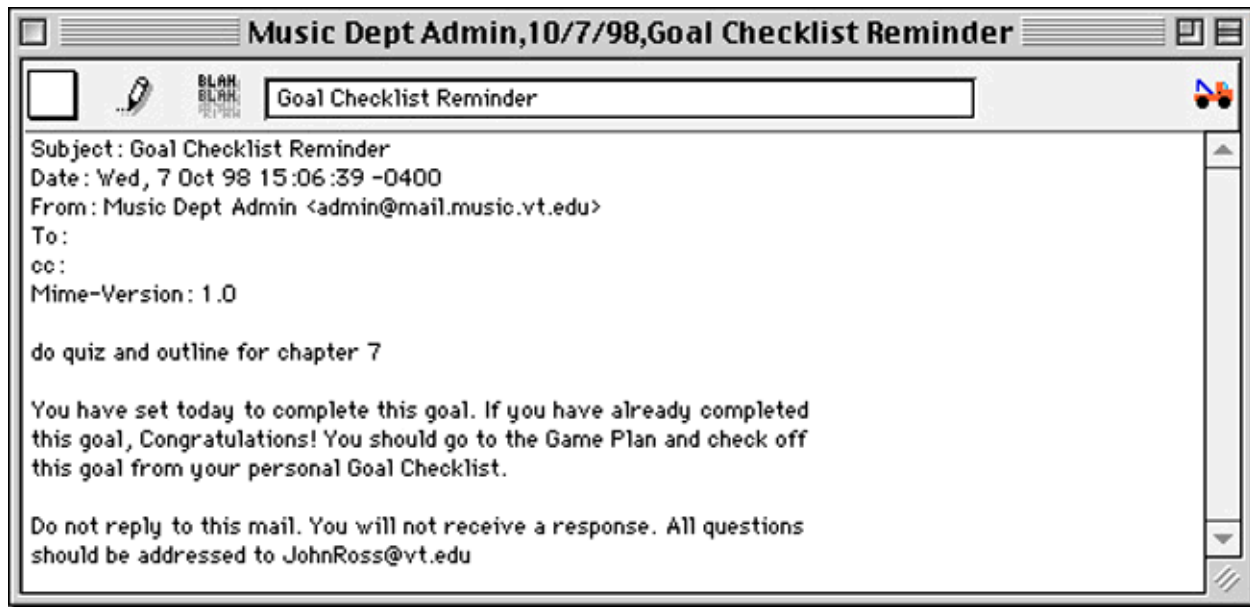 Music Dept Admin,10/7/98,Goal Checklist Reminder
BLAH
BLAH
Goal Checklist Reminder
Subject: Goal Checklist Reminder
Date: Wed, 7 Oct 98 15:06:39 -0400
From: Music Dept Admin <admin@mail.music.vt.edu>
To:
cc:
Mime-Version: 1.0
do quiz and outline for chapter 7
You have set today to complete this goal. If you have already completed
this goal, Congratulations! You should go to the Game Plan and check off
this goal from your personal Goal Checklist.
Do not reply to this mail. You will not receive a response. All questions
should be addressed to JohnRoss@vt.edu